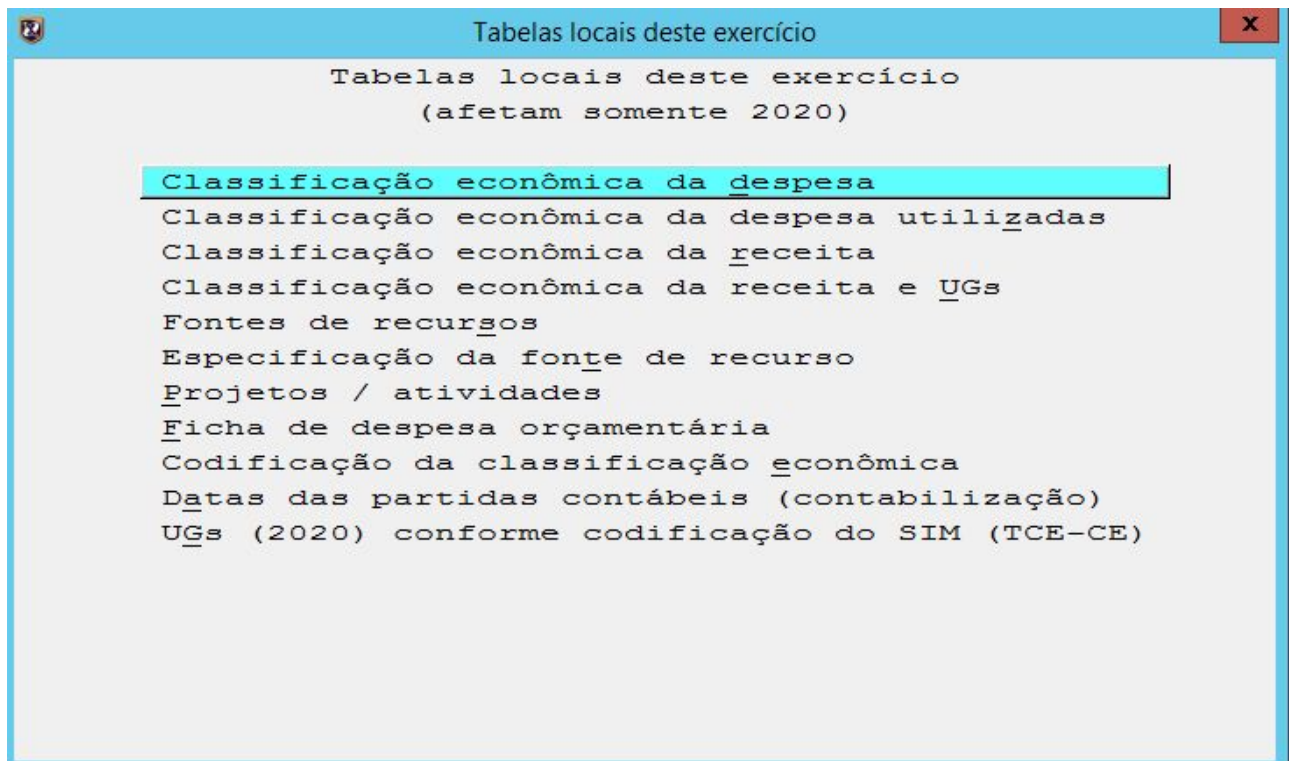 Tabelas locais deste exercício
x
Tabelas locais deste exercício
(afetam somente 2020)
Classificação econômica da despesa
Classificação econômica da despesa utilizadas
Classificação econômica da receita
Classificação econômica da receita e UGs
Fontes de recursos
Especificação da fonte de recurso
Projetos / atividades
Ficha de despesa orçamentária
Codificação da classificação econômica
Datas das partidas contábeis (contabilização)
UGs (2020) conforme codificação do SIM (TCE-CE)